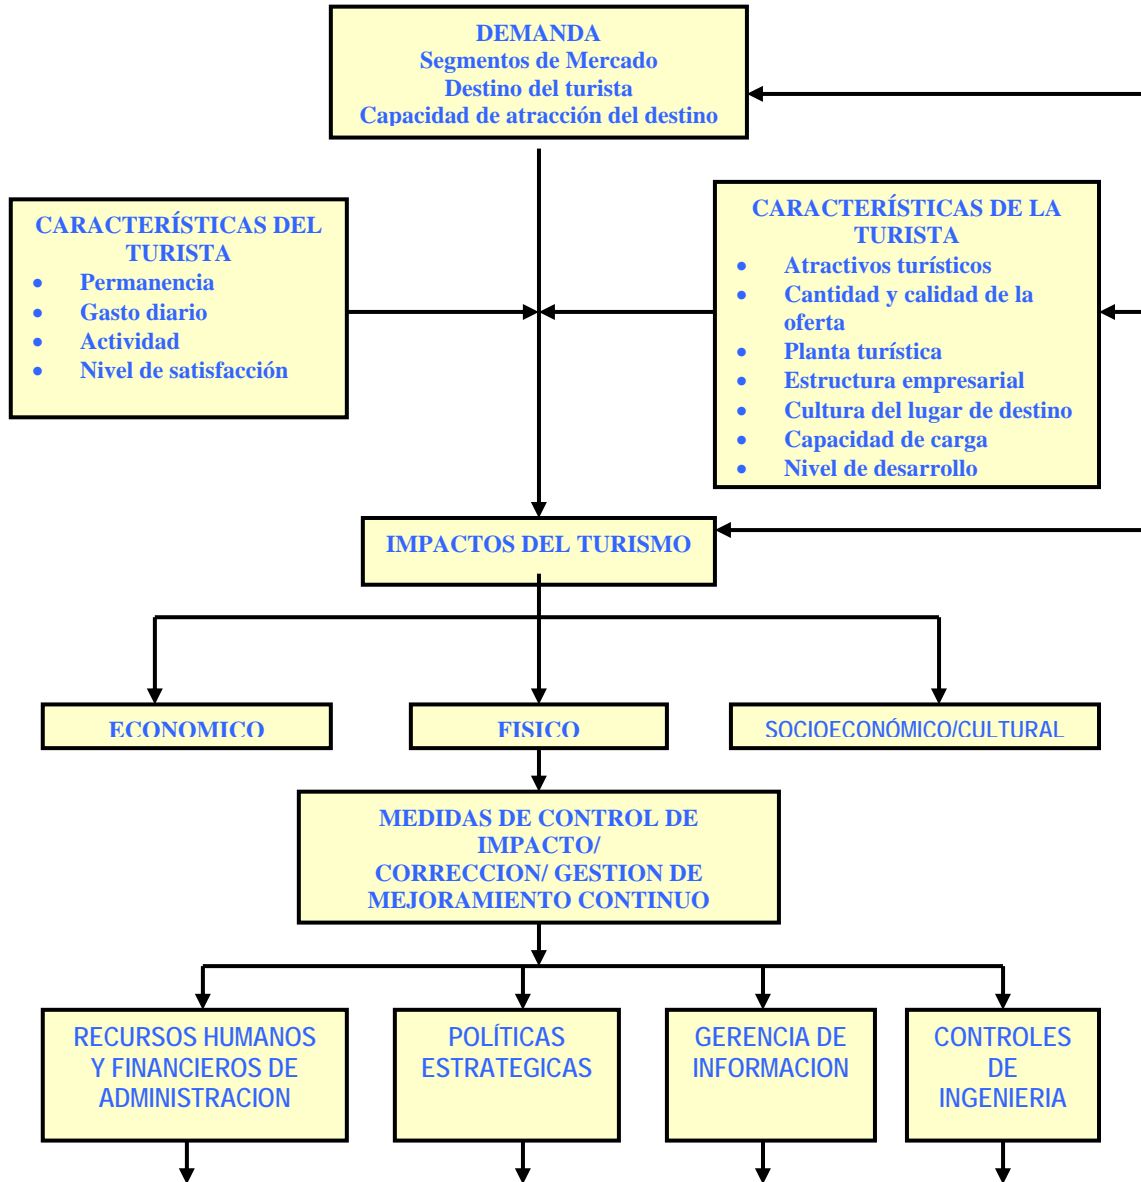 DEMANDA
Segmentos de Mercado
Destino del turista
Capacidad de atracción del destino
CARACTERÍSTICAS DEL
TURISTA
• Permanencia
• Gasto diario
• Actividad
• Nivel de satisfacción
CARACTERÍSTICAS DE LA
TURISTA
• Atractivos turísticos
• Cantidad y calidad de la
oferta
• Planta turística
• Estructura empresarial
• Cultura del lugar de destino
• Capacidad de carga
• Nivel de desarrollo
IMPACTOS DEL TURISMO
ECONOMICO
FISICO
SOCIOECONÓMICO/CULTURAL
MEDIDAS DE CONTROL DE
IMPACTO/
CORRECCION/ GESTION DE
MEJORAMIENTO CONTINUO
RECURSOS HUMANOS
Y FINANCIEROS DE
ADMINISTRACION
POLÍTICAS
ESTRATEGICAS
GERENCIA DE
INFORMACION
CONTROLES
DE
INGENIERIA